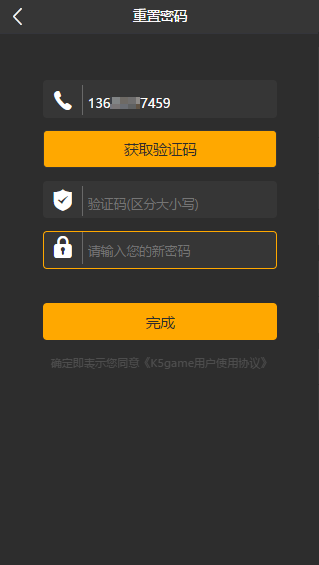 重置密码
136 7459
获取验证码
验证码(区分大小写)
请输入您的新密码
完成
确定即表示您同意《K5game用户使用协议》